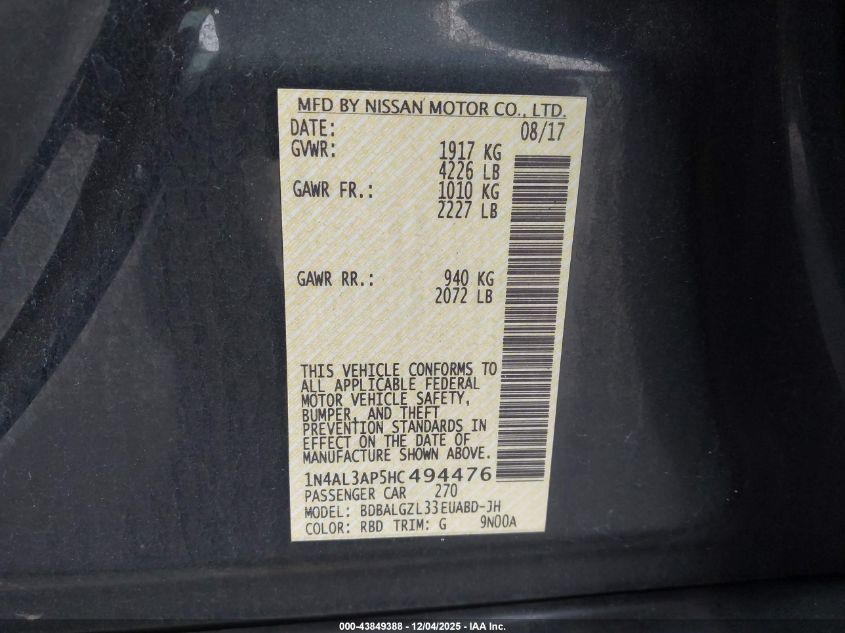 MFD BY NISSAN MOTOR CO., LTD.
DATE: 08/17
GVWR: 1917 KG
4226 LB
GAWR FR.: 1010 KG
2227 LB
GAWR RR.: 940 KG
2072 LB
THIS VEHICLE CONFORMS TO
ALL APPLICABLE FEDERAL
MOTOR VEHICLE SAFETY,
BUMPER, AND THEFT
PREVENTION STANDARDS IN
EFFECT ON THE DATE OF
MANUFACTURE SHOWN ABOVE.
1N4AL3AP5HC494476
PASSENGER CAR 270
MODEL: BDBALGZL33EUABD-JH
COLOR: RBD TRIM: G 9N00A
000-43849388 - 12/04/2025 - IAA Inc.